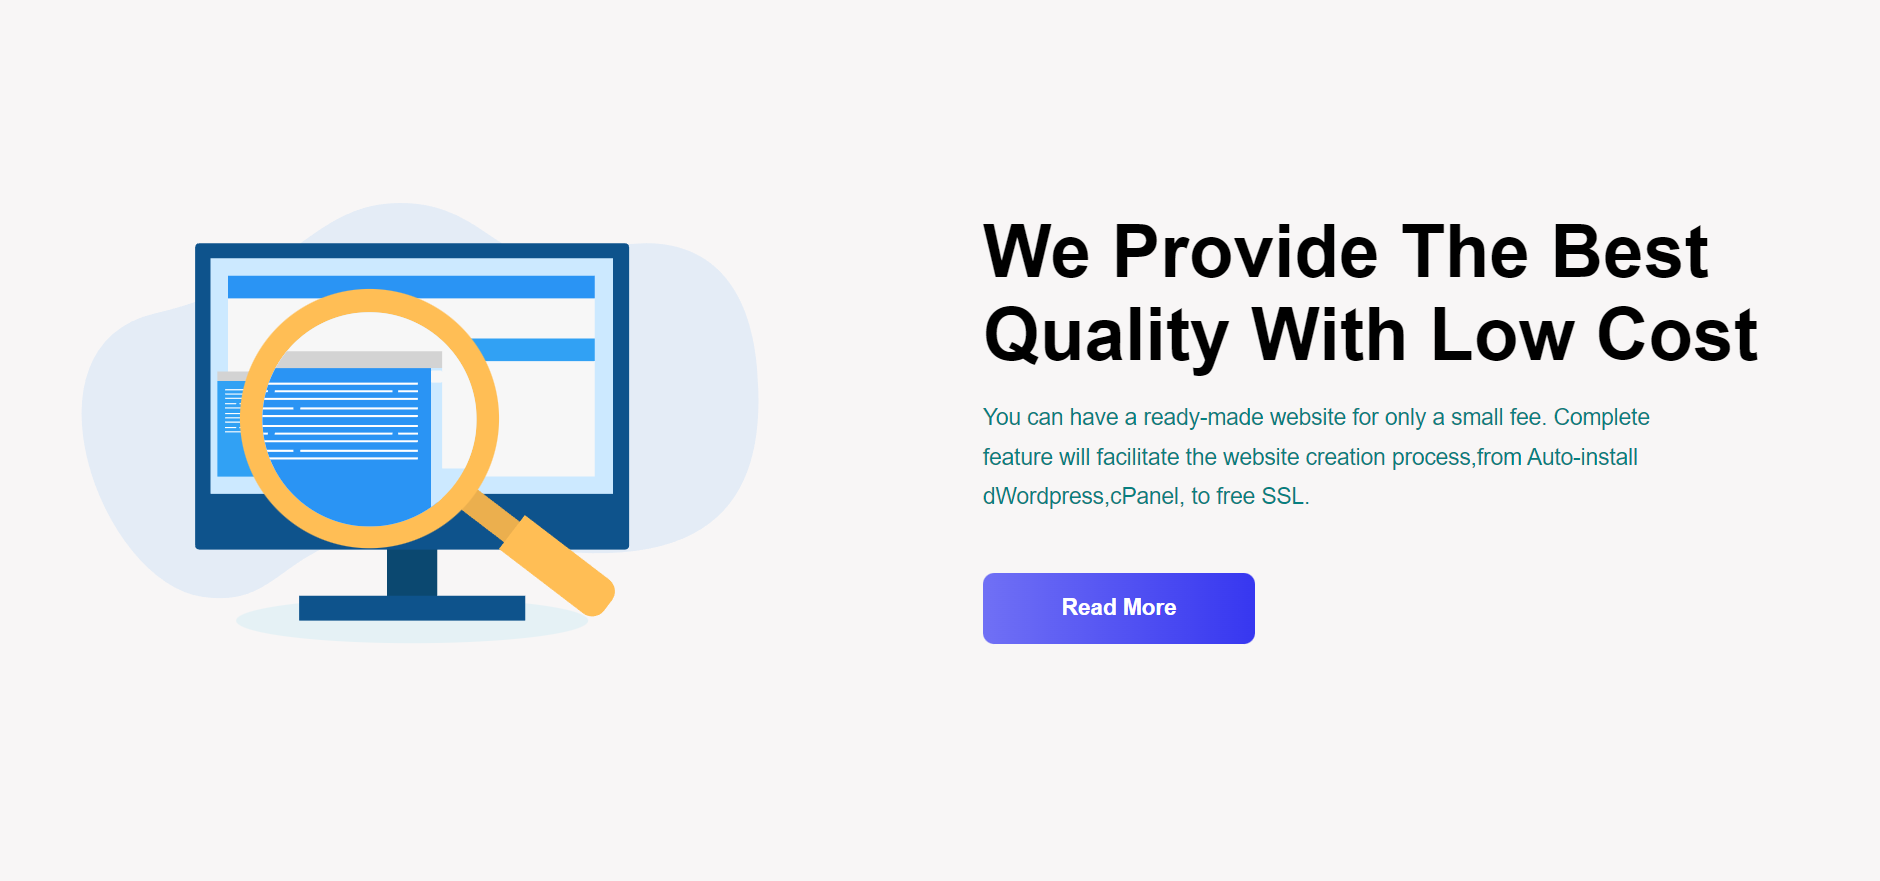 We Provide The Best
Quality With Low Cost
You can have a ready-made website for only a small fee. Complete
feature will facilitate the website creation process,from Auto-install
dWordpress,cPanel, to free SSL.
Read More